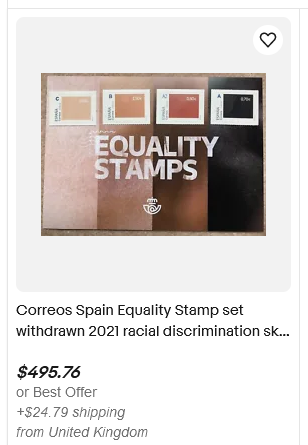 EQUALITY
STAMPS
Correos Spain Equality Stamp set
withdrawn 2021 racial discrimination sk...
$495.76
or Best Offer
+$24.79 shipping
from United Kingdom